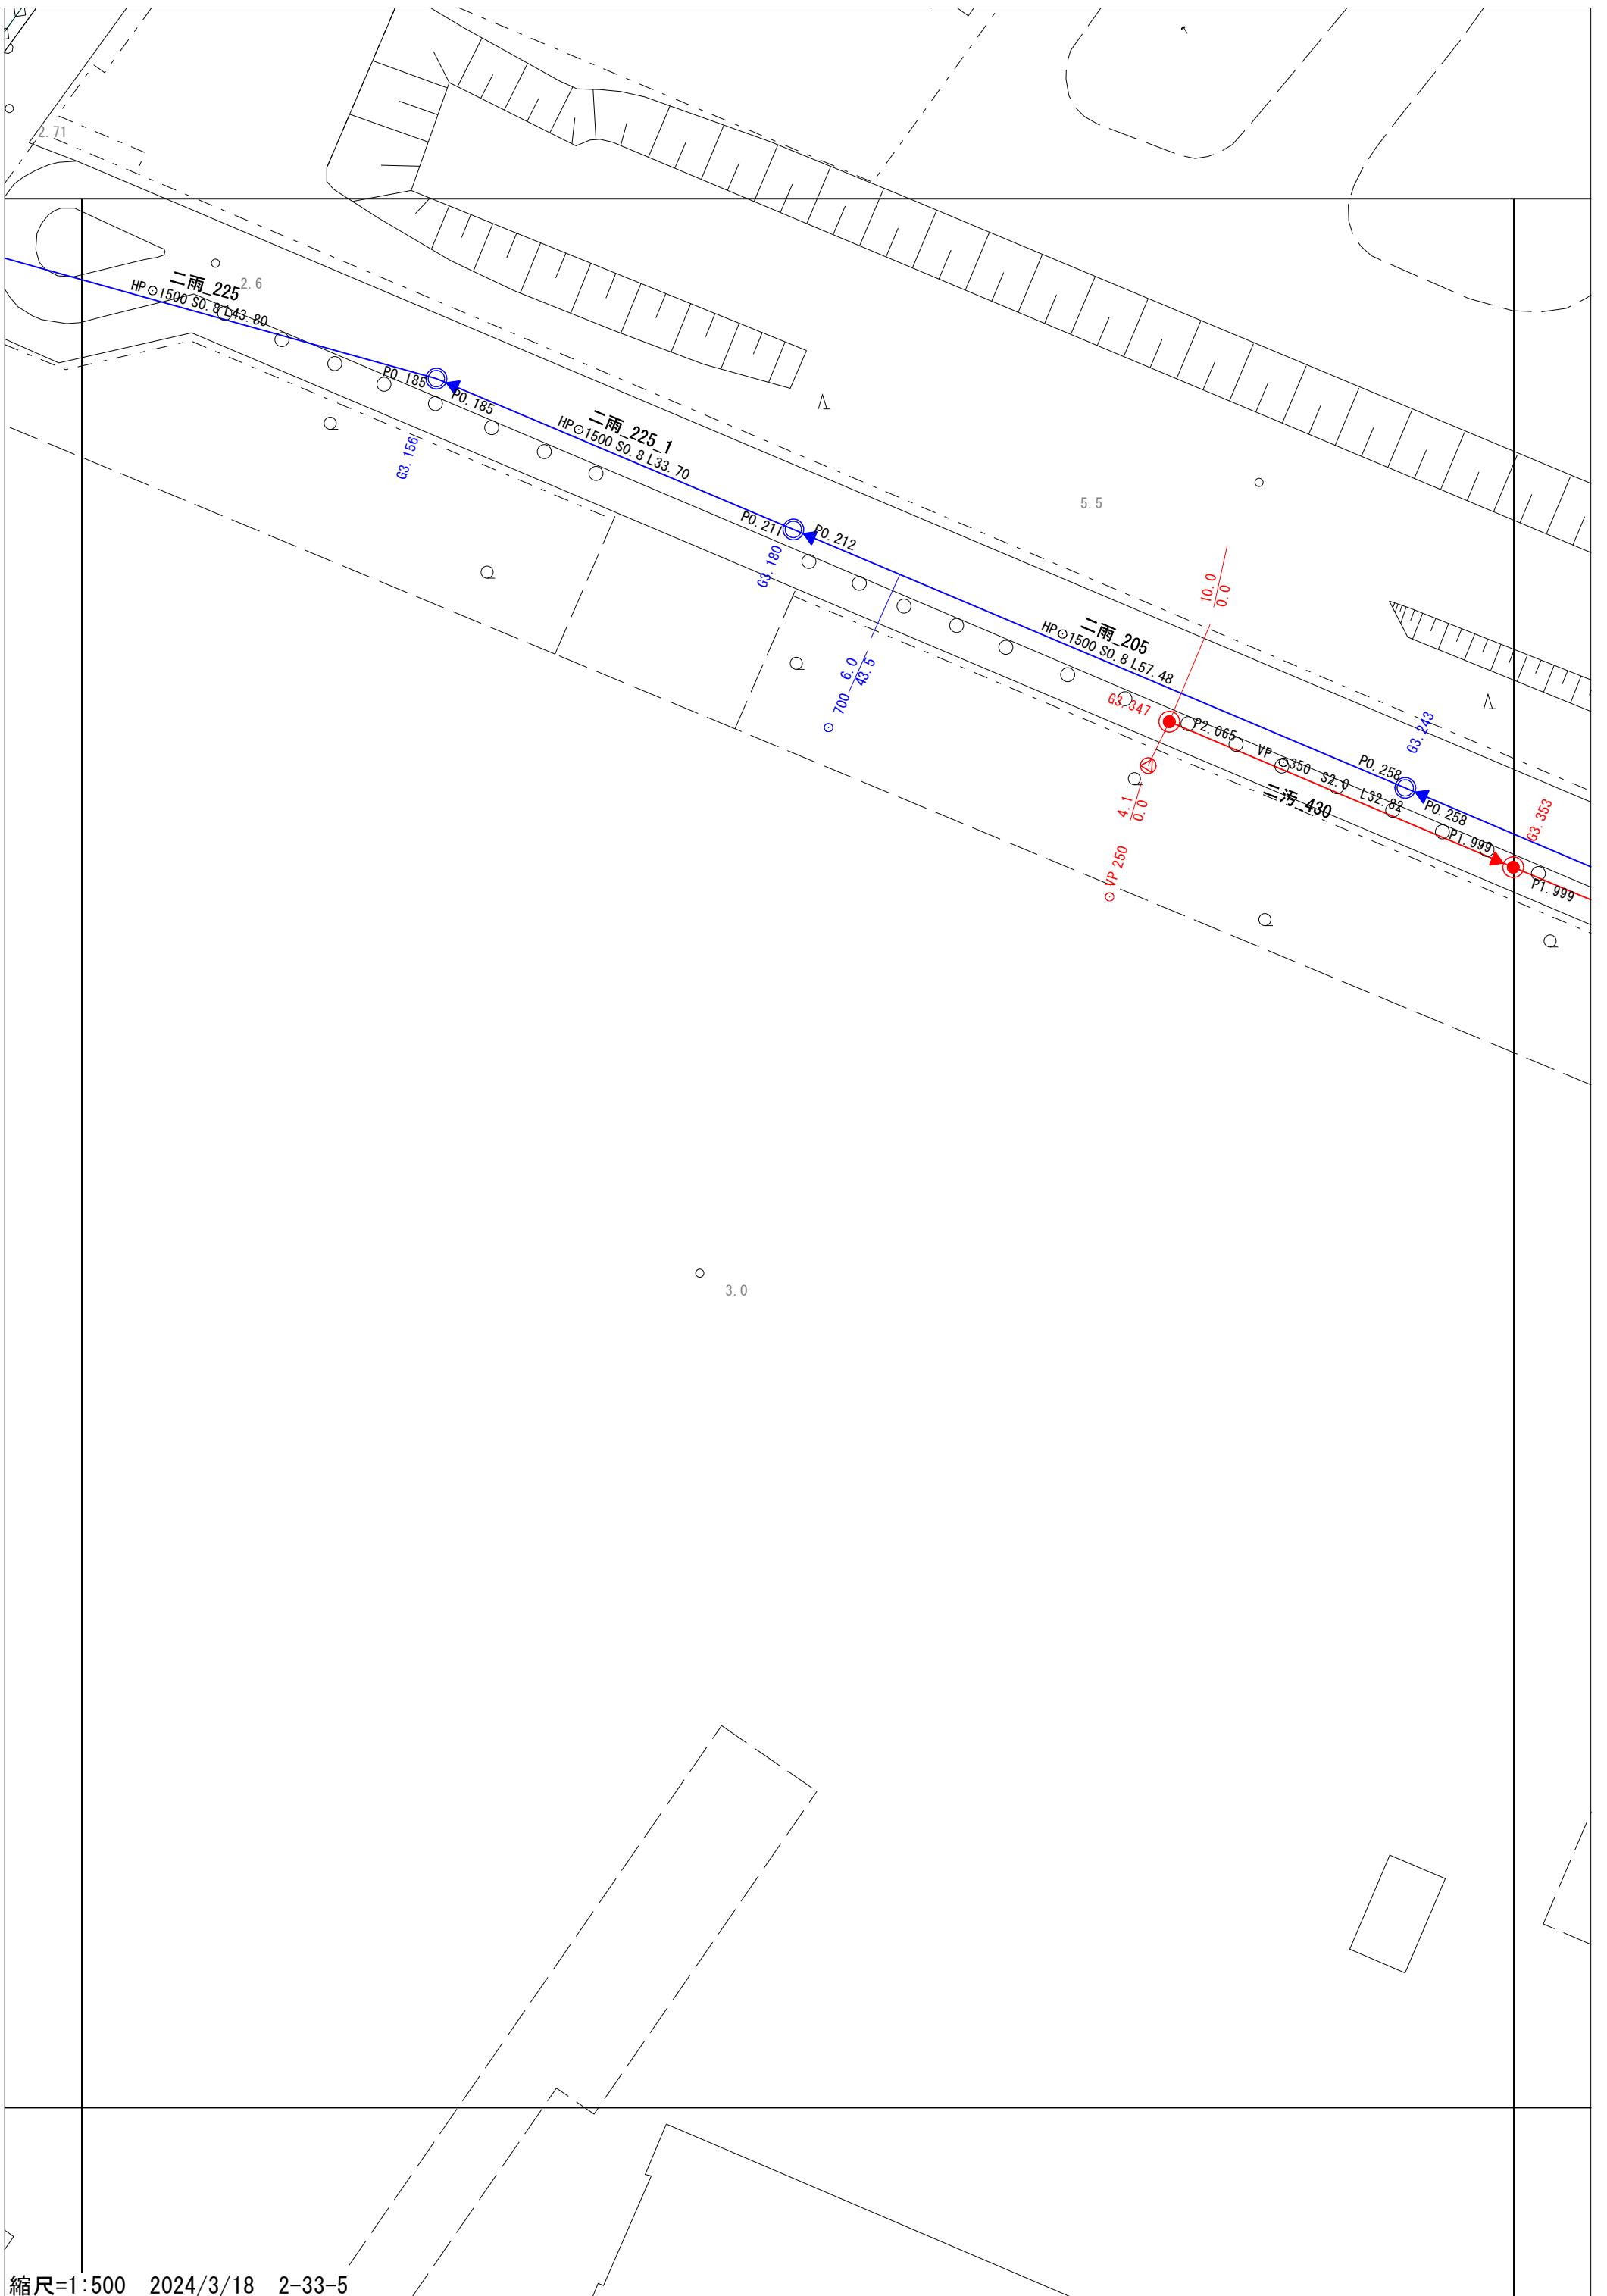 2.71
二雨_225
2.6
HP⊙1500 S0.8 L43.80
P0.185
P0.185
G3.156
二雨_225_1
HP⊙1500 S0.8 L33.70
5.5
P0.211
P0.212
G3.180
10.0
0.0
二雨_205
HP⊙1500 S0.8 L57.48
6.0
43.5
⊙ 700
G3.347
P2.065
VP ⊙350 S2.0 L32.82
G3.243
P0.258
P0.258
二汚_430
4.1
0.0
P1.999
G3.353
P1.999
⊙ VP 250
3.0
縮尺=1:500 2024/3/18 2-33-5